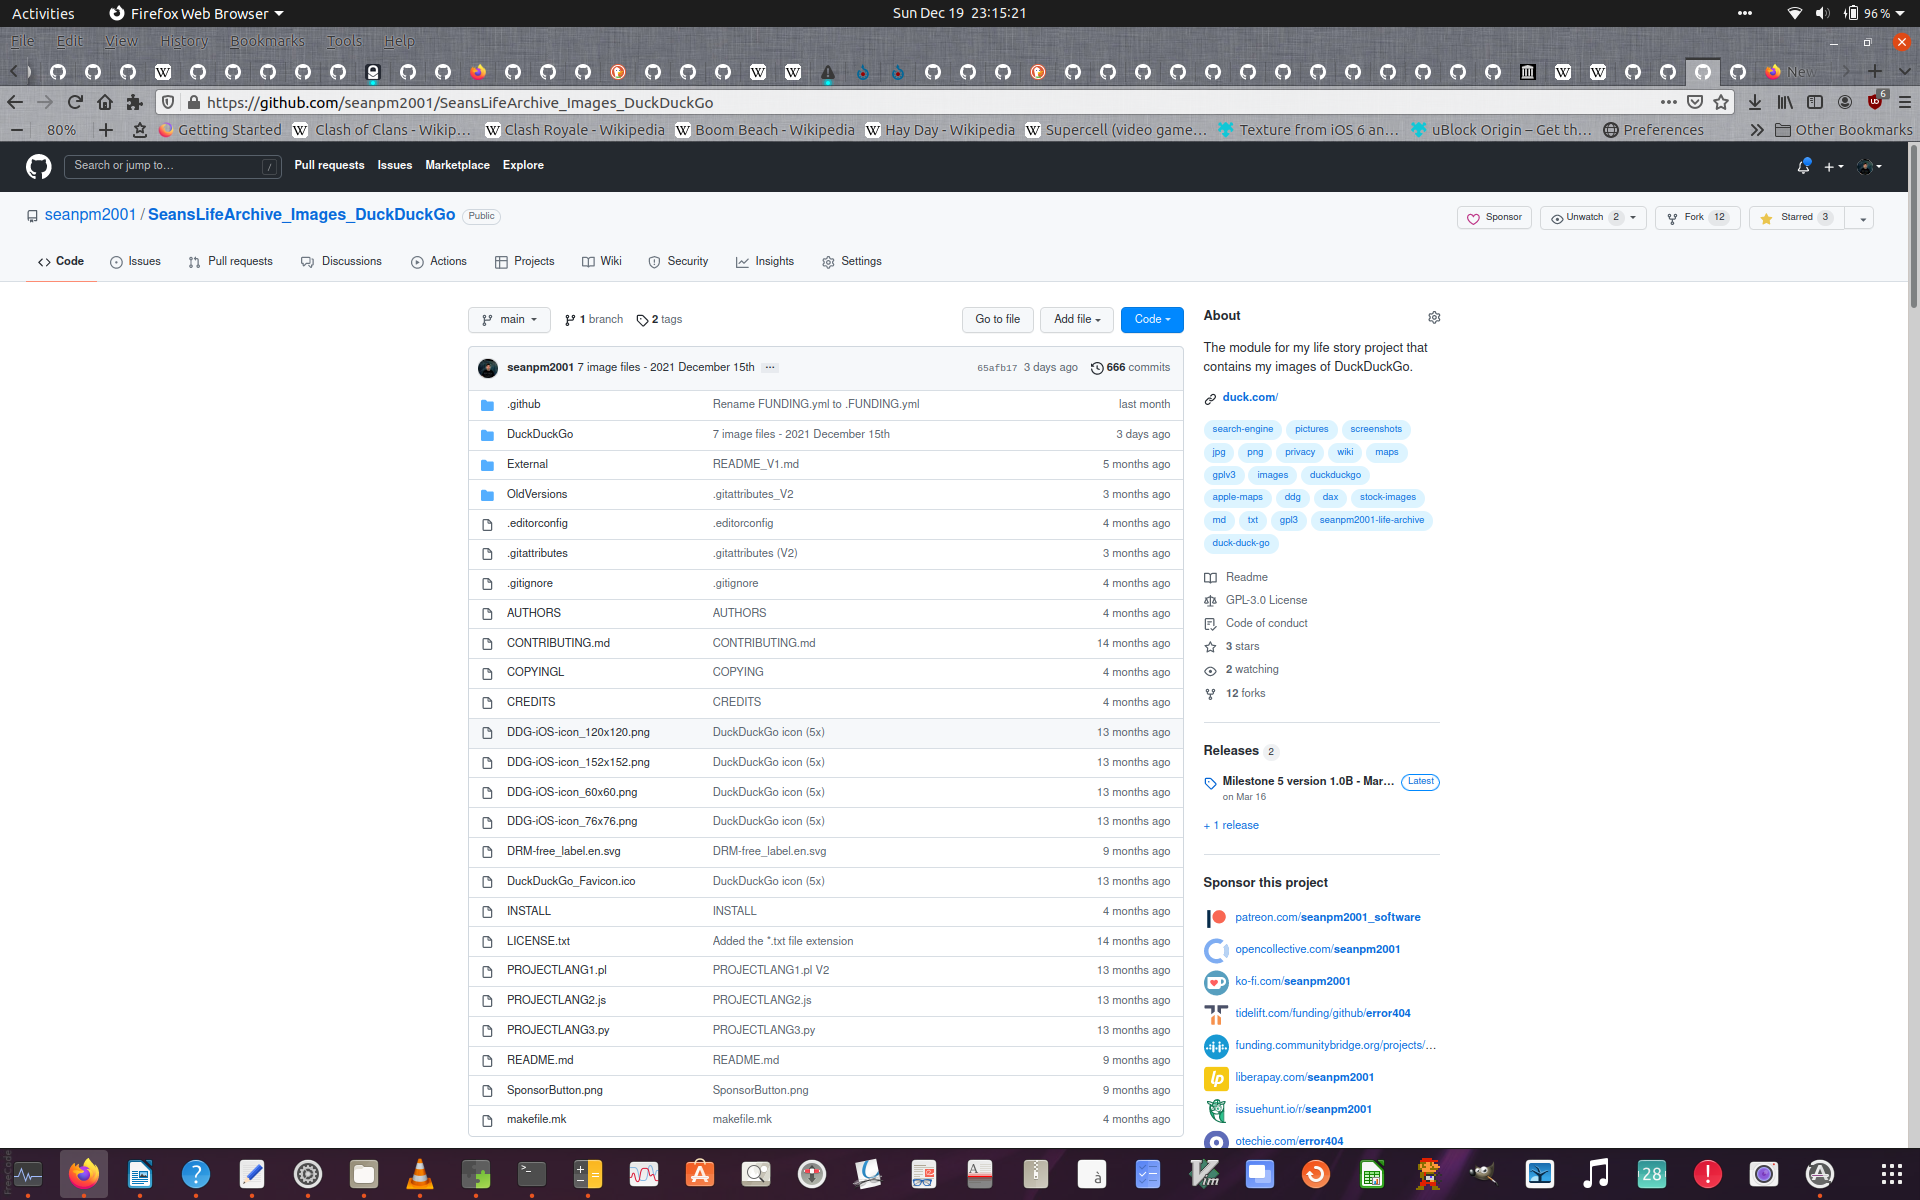 Activities Firefox Web Browser Sun Dec 19 23:15:21 96 %
File Edit View History Bookmarks Tools Help
New
https://github.com/seanpm2001/SeansLifeArchive_Images_DuckDuckGo 6
80% Getting Started Clash of Clans - Wikip… Clash Royale - Wikipedia Boom Beach - Wikipedia Hay Day - Wikipedia Supercell (video game… Texture from iOS 6 an… uBlock Origin – Get th… Preferences Other Bookmarks
Search or jump to… / Pull requests Issues Marketplace Explore
seanpm2001 / SeansLifeArchive_Images_DuckDuckGo Public Sponsor Unwatch 2 Fork 12 Starred 3
Code Issues Pull requests Discussions Actions Projects Wiki Security Insights Settings
main 1 branch 2 tags Go to file Add file Code
seanpm2001 7 image files - 2021 December 15th ... 65afb17 3 days ago 666 commits
.github Rename FUNDING.yml to .FUNDING.yml last month
DuckDuckGo 7 image files - 2021 December 15th 3 days ago
External README_V1.md 5 months ago
OldVersions .gitattributes_V2 3 months ago
.editorconfig .editorconfig 4 months ago
.gitattributes .gitattributes (V2) 3 months ago
.gitignore .gitignore 4 months ago
AUTHORS AUTHORS 4 months ago
CONTRIBUTING.md CONTRIBUTING.md 14 months ago
COPYINGL COPYING 4 months ago
CREDITS CREDITS 4 months ago
DDG-iOS-icon_120x120.png DuckDuckGo icon (5x) 13 months ago
DDG-iOS-icon_152x152.png DuckDuckGo icon (5x) 13 months ago
DDG-iOS-icon_60x60.png DuckDuckGo icon (5x) 13 months ago
DDG-iOS-icon_76x76.png DuckDuckGo icon (5x) 13 months ago
DRM-free_label.en.svg DRM-free_label.en.svg 9 months ago
DuckDuckGo_Favicon.ico DuckDuckGo icon (5x) 13 months ago
INSTALL INSTALL 4 months ago
LICENSE.txt Added the *.txt file extension 14 months ago
PROJECTLANG1.pl PROJECTLANG1.pl V2 13 months ago
PROJECTLANG2.js PROJECTLANG2.js 13 months ago
PROJECTLANG3.py PROJECTLANG3.py 13 months ago
README.md README.md 9 months ago
SponsorButton.png SponsorButton.png 9 months ago
makefile.mk makefile.mk 4 months ago
About
The module for my life story project that
contains my images of DuckDuckGo.
duck.com/
search-engine pictures screenshots
jpg png privacy wiki maps
gplv3 images duckduckgo
apple-maps ddg dax stock-images
md txt gpl3 seanpm2001-life-archive
duck-duck-go
Readme
GPL-3.0 License
Code of conduct
3 stars
2 watching
12 forks
Releases 2
Milestone 5 version 1.0B - Mar… Latest
on Mar 16
+ 1 release
Sponsor this project
patreon.com/seanpm2001_software
opencollective.com/seanpm2001
ko-fi.com/seanpm2001
tidelift.com/funding/github/error404
funding.communitybridge.org/projects/…
liberapay.com/seanpm2001
issuehunt.io/r/seanpm2001
otechie.com/error404
28